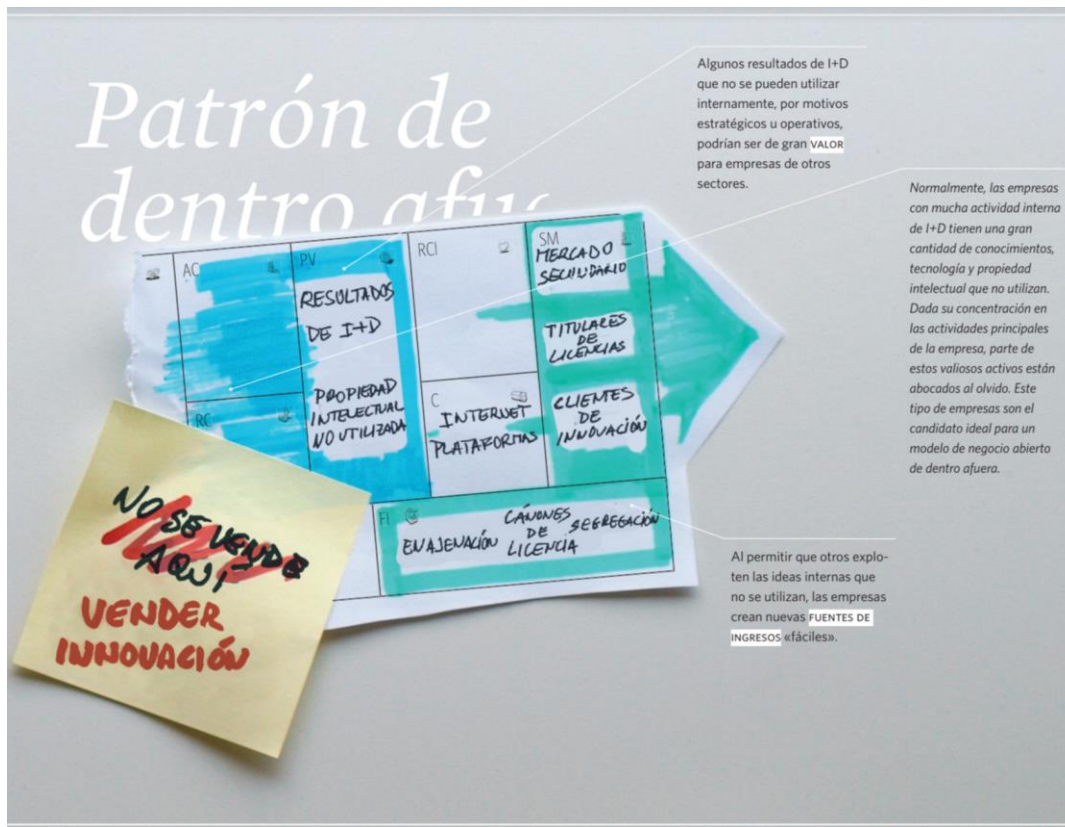 Patrón de
dentro afue
Algunos resultados de I+D
que no se pueden utilizar
internamente, por motivos
estratégicos u operativos,
podrían ser de gran VALOR
para empresas de otros
sectores.
Normalmente, las empresas
con mucha actividad interna
de I+D tienen una gran
cantidad de conocimientos,
tecnología y propiedad
intelectual que no utilizan.
Dada su concentración en
las actividades principales
de la empresa, parte de
estos valiosos activos están
abocados al olvido. Este
tipo de empresas son el
candidato ideal para un
modelo de negocio abierto
de dentro afuera.
AC
RC
PV
RESULTADOS
DE I+D
PROPIEDAD
INTELECTUAL
NO UTILIZADA
RCl
C
INTERNET
PLATAFORMAS
SM
MERCADO
SECUNDARIO
TITULARES
DE
LICENCIAS
CLIENTES
DE
INNOVACIÓN
FI
ENAJENACIÓN
CÁNONES
DE
LICENCIA
SEGREGACIÓN
NO SE VENDE
AQUÍ
VENDER
INNOVACIÓN
Al permitir que otros explo-
ten las ideas internas que
no se utilizan, las empresas
crean nuevas FUENTES DE
INGRESOS «fáciles».